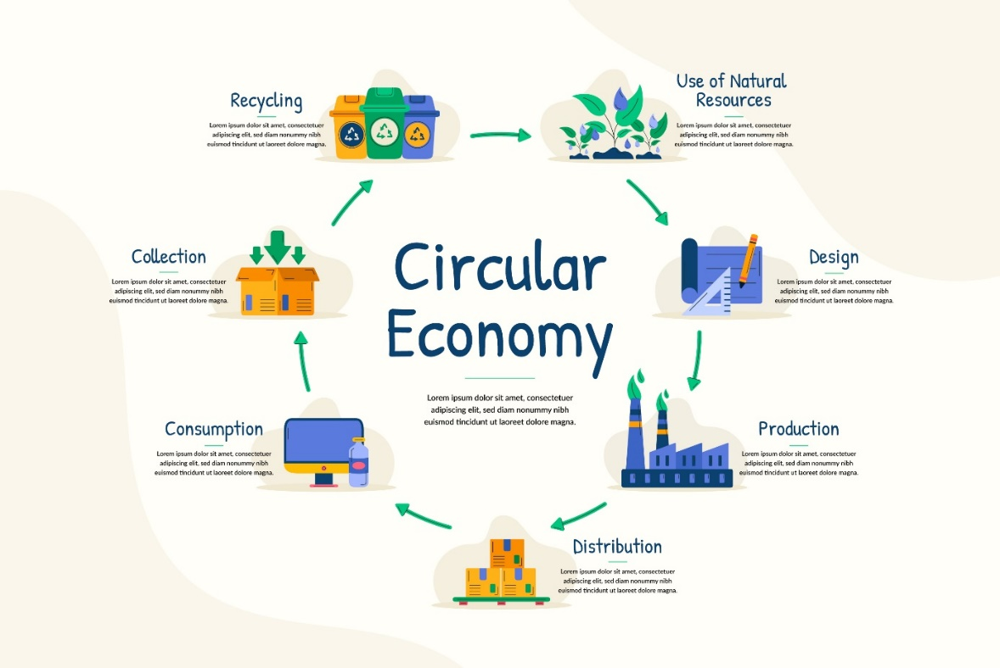 Recycling
Lorem ipsum dolor sit amet, consectetuer
adipiscing elit, sed diam nonummy nibh
euismod tincidunt ut laoreet dolore magna.
Use of Natural
Resources
Lorem ipsum dolor sit amet, consectetuer
adipiscing elit, sed diam nonummy nibh
euismod tincidunt ut laoreet dolore magna.
Collection
Lorem ipsum dolor sit amet, consectetuer
adipiscing elit, sed diam nonummy nibh
euismod tincidunt ut laoreet dolore magna.
Circular
Economy
Lorem ipsum dolor sit amet, consectetuer
adipiscing elit, sed diam nonummy nibh
euismod tincidunt ut laoreet dolore magna.
Design
Lorem ipsum dolor sit amet, consectetuer
adipiscing elit, sed diam nonummy nibh
euismod tincidunt ut laoreet dolore magna.
Consumption
Lorem ipsum dolor sit amet, consectetuer
adipiscing elit, sed diam nonummy nibh
euismod tincidunt ut laoreet dolore magna.
Production
Lorem ipsum dolor sit amet, consectetuer
adipiscing elit, sed diam nonummy nibh
euismod tincidunt ut laoreet dolore magna.
Distribution
Lorem ipsum dolor sit amet, consectetuer
adipiscing elit, sed diam nonummy nibh
euismod tincidunt ut laoreet dolore magna.